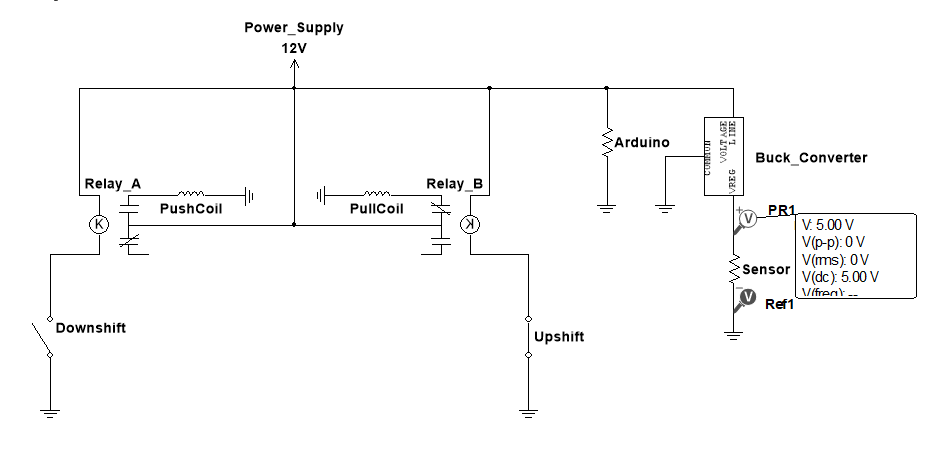 Power_Supply
12V
Arduino
COMMON
VOLTAGE
LINE
VREG
Buck_Converter
Relay_A
PushCoil
K
Relay_B
PullCoil
K
PR1
V
V: 5.00 V
V(p-p): 0 V
V(rms): 0 V
V(dc): 5.00 V
V(freq): --
Sensor
V
Ref1
Downshift
Upshift